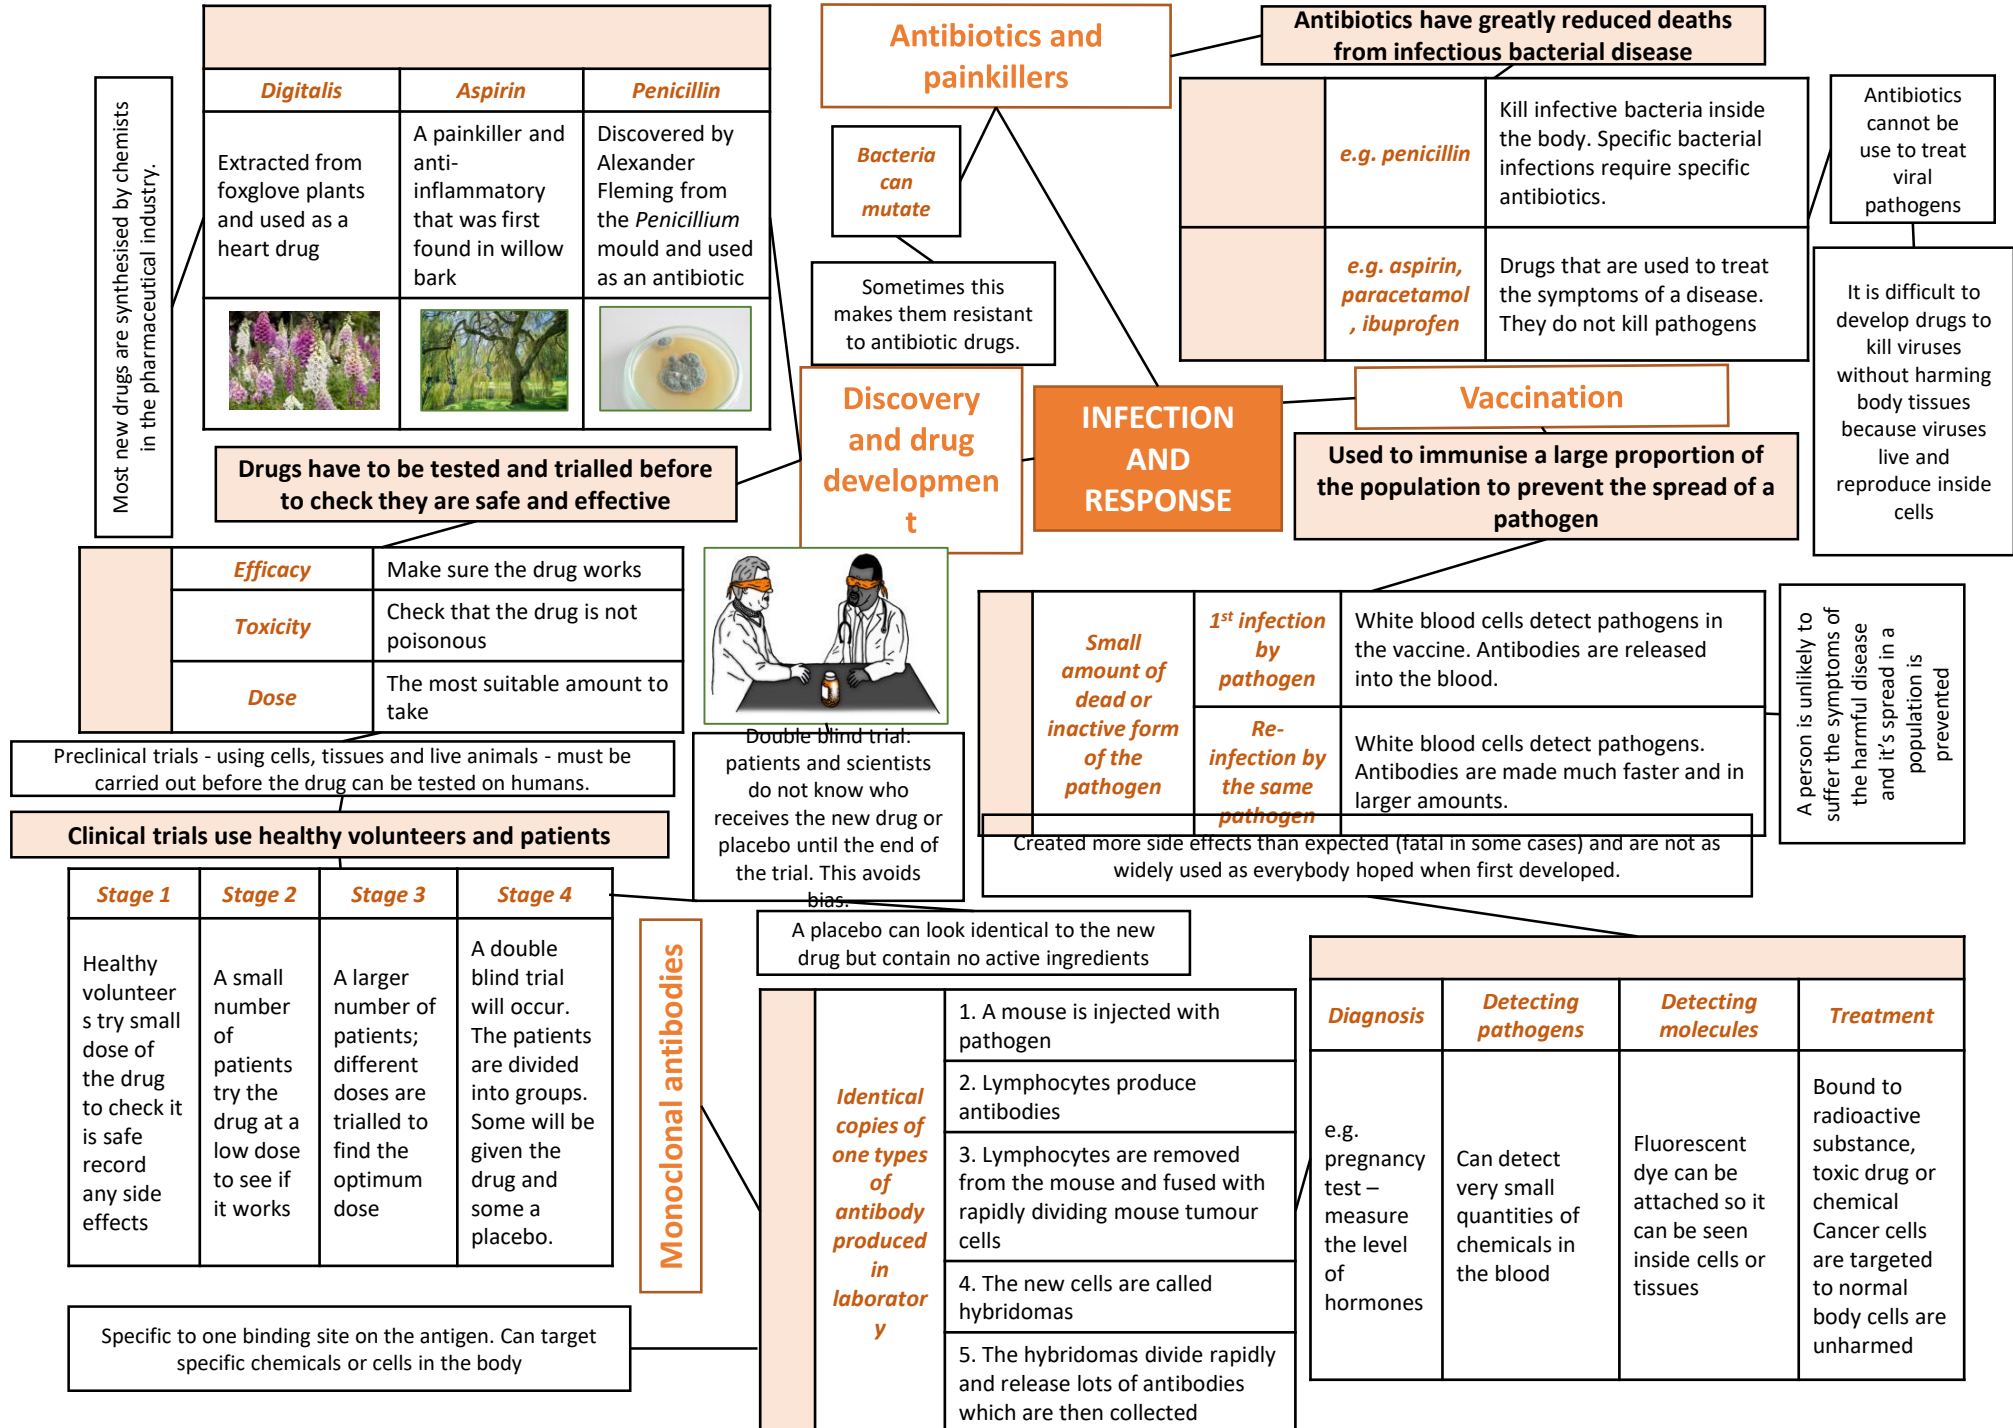 Antibiotics and
painkillers
Antibiotics have greatly reduced deaths
from infectious bacterial disease
Digitalis
Aspirin
Penicillin
Extracted from
foxglove plants
and used as a
heart drug
A painkiller and
anti-
inflammatory
that was first
found in willow
bark
Discovered by
Alexander
Fleming from
the Penicillium
mould and used
as an antibiotic
Most new drugs are synthesised by chemists
in the pharmaceutical industry.
Bacteria
can
mutate
Sometimes this
makes them resistant
to antibiotic drugs.
e.g. penicillin
Kill infective bacteria inside
the body. Specific bacterial
infections require specific
antibiotics.
e.g. aspirin,
paracetamol
, ibuprofen
Drugs that are used to treat
the symptoms of a disease.
They do not kill pathogens
Antibiotics
cannot be
use to treat
viral
pathogens
It is difficult to
develop drugs to
kill viruses
without harming
body tissues
because viruses
live and
reproduce inside
cells
Discovery
and drug
developmen
t
INFECTION
AND
RESPONSE
Vaccination
Used to immunise a large proportion of
the population to prevent the spread of a
pathogen
Drugs have to be tested and trialled before
to check they are safe and effective
Efficacy
Make sure the drug works
Toxicity
Check that the drug is not
poisonous
Dose
The most suitable amount to
take
Preclinical trials - using cells, tissues and live animals - must be
carried out before the drug can be tested on humans.
Clinical trials use healthy volunteers and patients
Double blind trial:
patients and scientists
do not know who
receives the new drug or
placebo until the end of
the trial. This avoids
bias.
Small
amount of
dead or
inactive form
of the
pathogen
1st infection
by
pathogen
White blood cells detect pathogens in
the vaccine. Antibodies are released
into the blood.
Re-
infection by
the same
pathogen
White blood cells detect pathogens.
Antibodies are made much faster and in
larger amounts.
A person is unlikely to
suffer the symptoms of
the harmful disease
and it's spread in a
population is
prevented
Created more side effects than expected (fatal in some cases) and are not as
widely used as everybody hoped when first developed.
Stage 1
Stage 2
Stage 3
Stage 4
Healthy
volunteer
s try small
dose of
the drug
to check it
is safe
record
any side
effects
A small
number
of
patients
try the
drug at a
low dose
to see if
it works
A larger
number of
patients;
different
doses are
trialled to
find the
optimum
dose
A double
blind trial
will occur.
The patients
are divided
into groups.
Some will be
given the
drug and
some a
placebo.
A placebo can look identical to the new
drug but contain no active ingredients
Monoclonal antibodies
Specific to one binding site on the antigen. Can target
specific chemicals or cells in the body
Identical
copies of
one types
of
antibody
produced
in
laborator
y
1. A mouse is injected with
pathogen
2. Lymphocytes produce
antibodies
3. Lymphocytes are removed
from the mouse and fused with
rapidly dividing mouse tumour
cells
4. The new cells are called
hybridomas
5. The hybridomas divide rapidly
and release lots of antibodies
which are then collected
Diagnosis
Detecting
pathogens
Detecting
molecules
Treatment
e.g.
pregnancy
test –
measure
the level
of
hormones
Can detect
very small
quantities of
chemicals in
the blood
Fluorescent
dye can be
attached so it
can be seen
inside cells or
tissues
Bound to
radioactive
substance,
toxic drug or
chemical
Cancer cells
are targeted
to normal
body cells are
unharmed